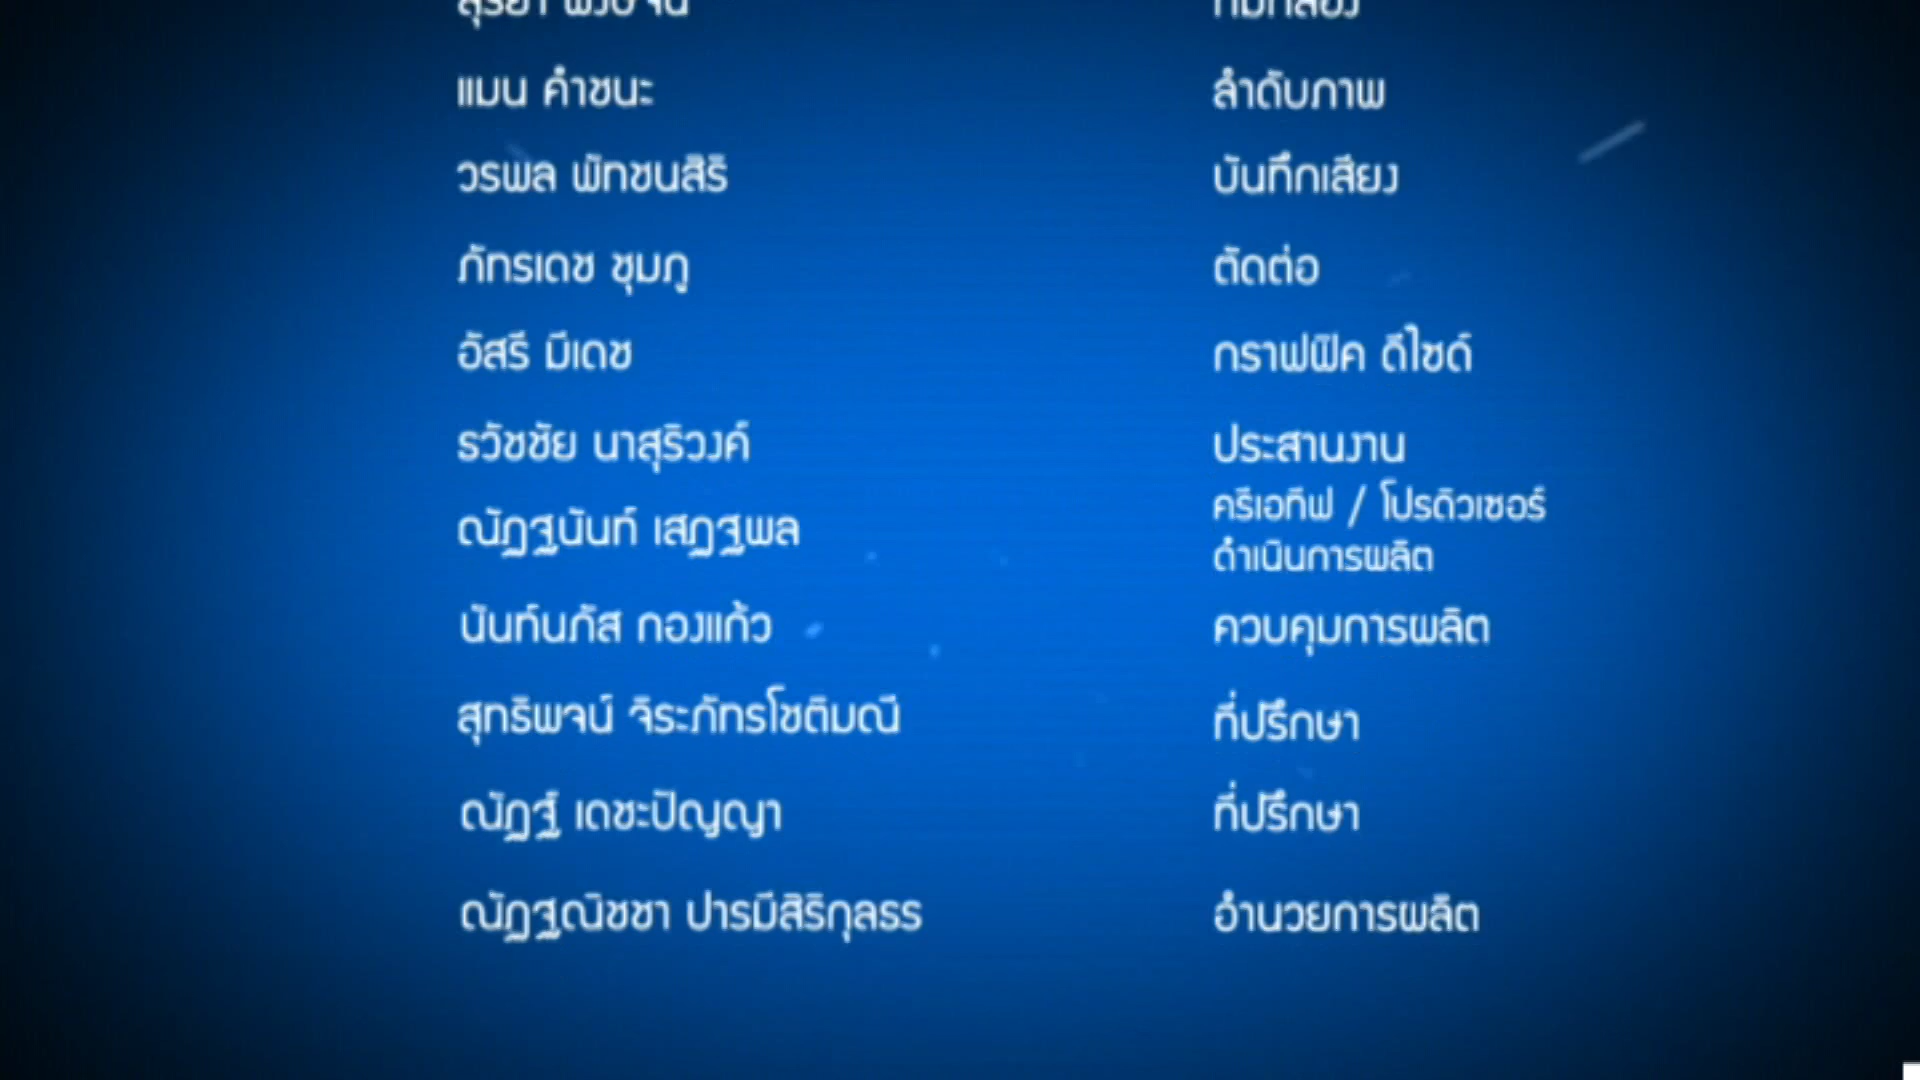 แมน คำชนะ ลำดับภาพ
วรพล พัทชนสิริ บันทึกเสียง
ภัทรเดช ชุมภู ตัดต่อ
อัสรี มีเดช กราฟฟิค ดีไซด์
ธวัชชัย นาสุริวงค์ ประสานงาน
ณัฏฐนันท์ เสฏฐพล ครีเอทีฟ / โปรดิวเซอร์
ดำเนินการผลิต
นันท์นภัส กองแก้ว ควบคุมการผลิต
สุทธิพจน์ จิระภัทรโชติมณี ที่ปรึกษา
ณัฏฐ์ เดชะปัญญา ที่ปรึกษา
ณัฏฐณิชชา ปารมีสิริกุลธร อำนวยการผลิต